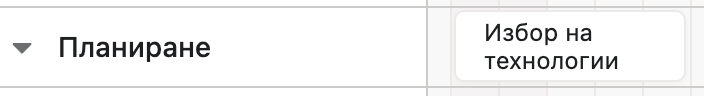 Планиране
Избор на
технологии